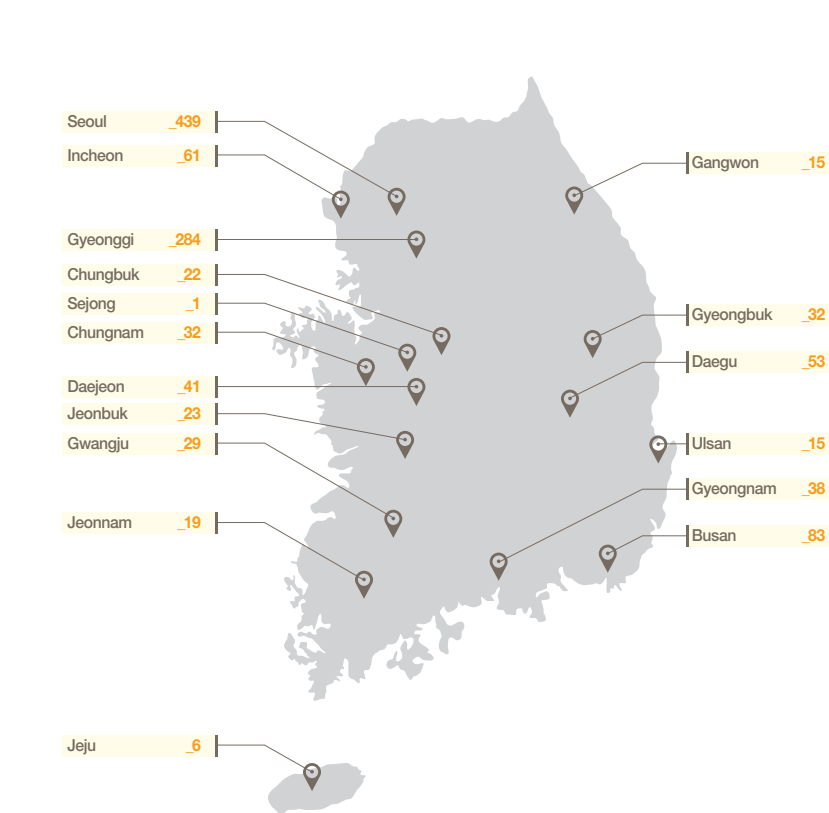 Seoul _439
Incheon _61
Gyeonggi _284
Chungbuk _22
Sejong _1
Chungnam _32
Daejeon _41
Jeonbuk _23
Gwangju _29
Jeonnam _19
Jeju _6
Gangwon _15
Gyeongbuk _32
Daegu _53
Ulsan _15
Gyeongnam _38
Busan _83